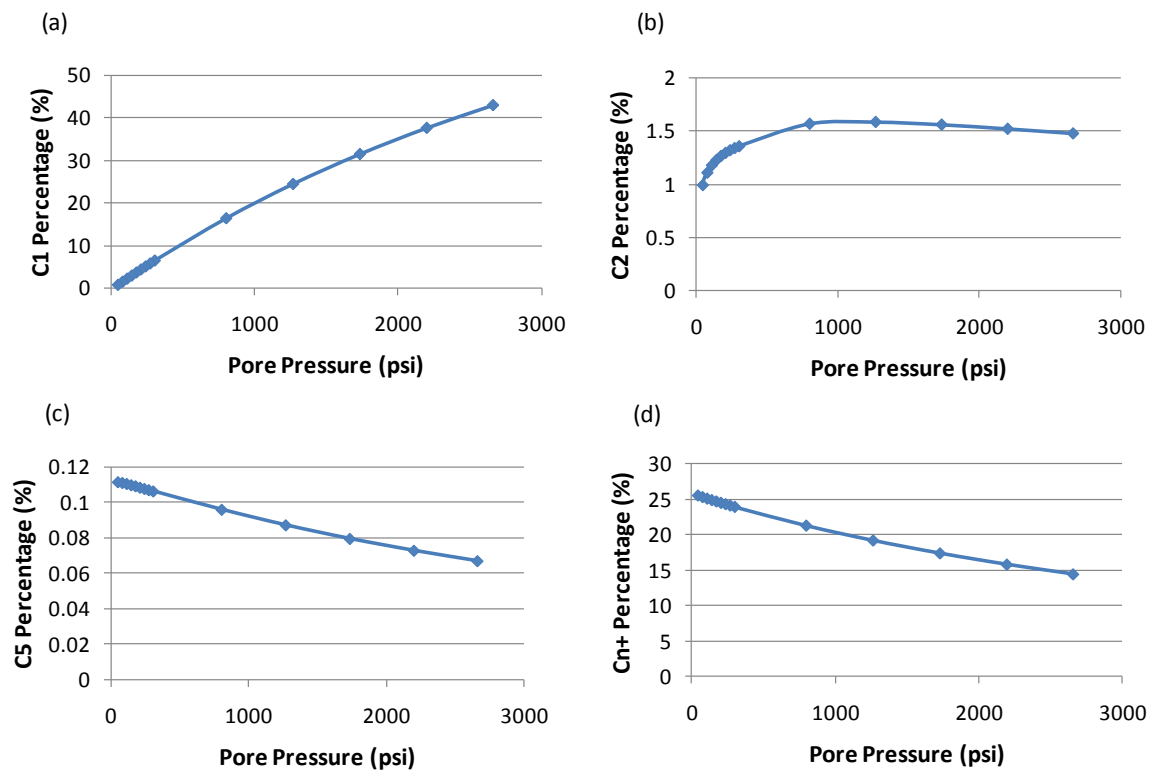 (a)
C1 Percentage (%)
50
40
30
20
10
0
0 1000 2000 3000
Pore Pressure (psi)
(b)
C2 Percentage (%)
2
1.5
1
0.5
0
0 1000 2000 3000
Pore Pressure (psi)
(c)
C5 Percentage (%)
0.12
0.1
0.08
0.06
0.04
0.02
0
0 1000 2000 3000
Pore Pressure (psi)
(d)
Cn+ Percentage (%)
30
25
20
15
10
5
0
0 1000 2000 3000
Pore Pressure (psi)